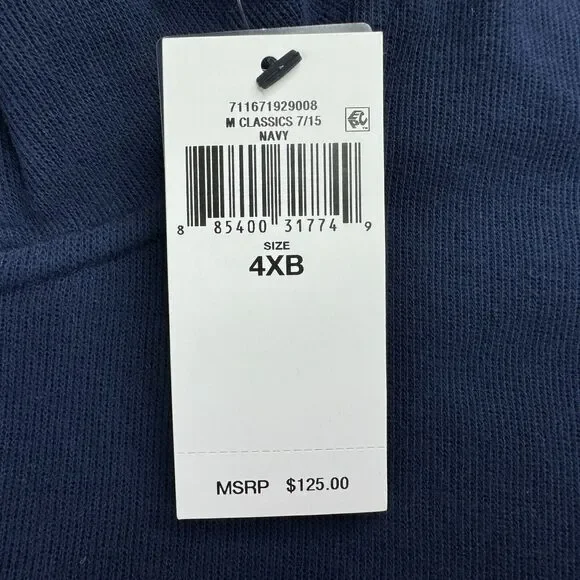 711671929008
M CLASSICS 7/15
NAVY
8 85400 31774 9
SIZE
4XB
MSRP $125.00